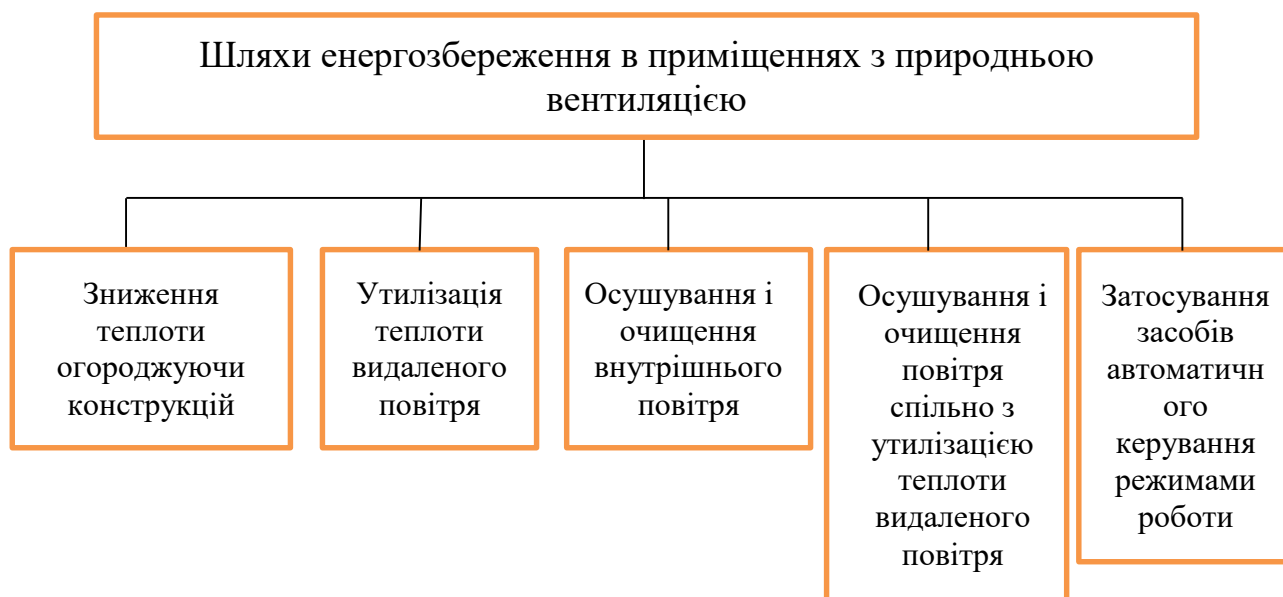 Шляхи енергозбереження в приміщеннях з природньою
вентиляцією
Зниження
теплоти
огороджуючи
конструкцій
Утилізація
теплоти
видаленого
повітря
Осушування і
очищення
внутрішнього
повітря
Осушування і
очищення
повітря
спільно з
утилізацією
теплоти
видаленого
повітря
Затосування
засобів
автоматичн
ого
керування
режимами
роботи